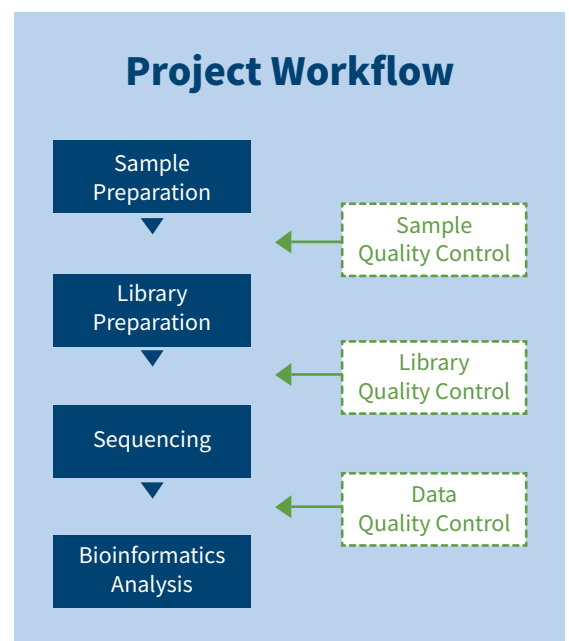 Project Workflow
Sample
Preparation
Sample
Quality Control
Library
Preparation
Library
Quality Control
Sequencing
Data
Quality Control
Bioinformatics
Analysis